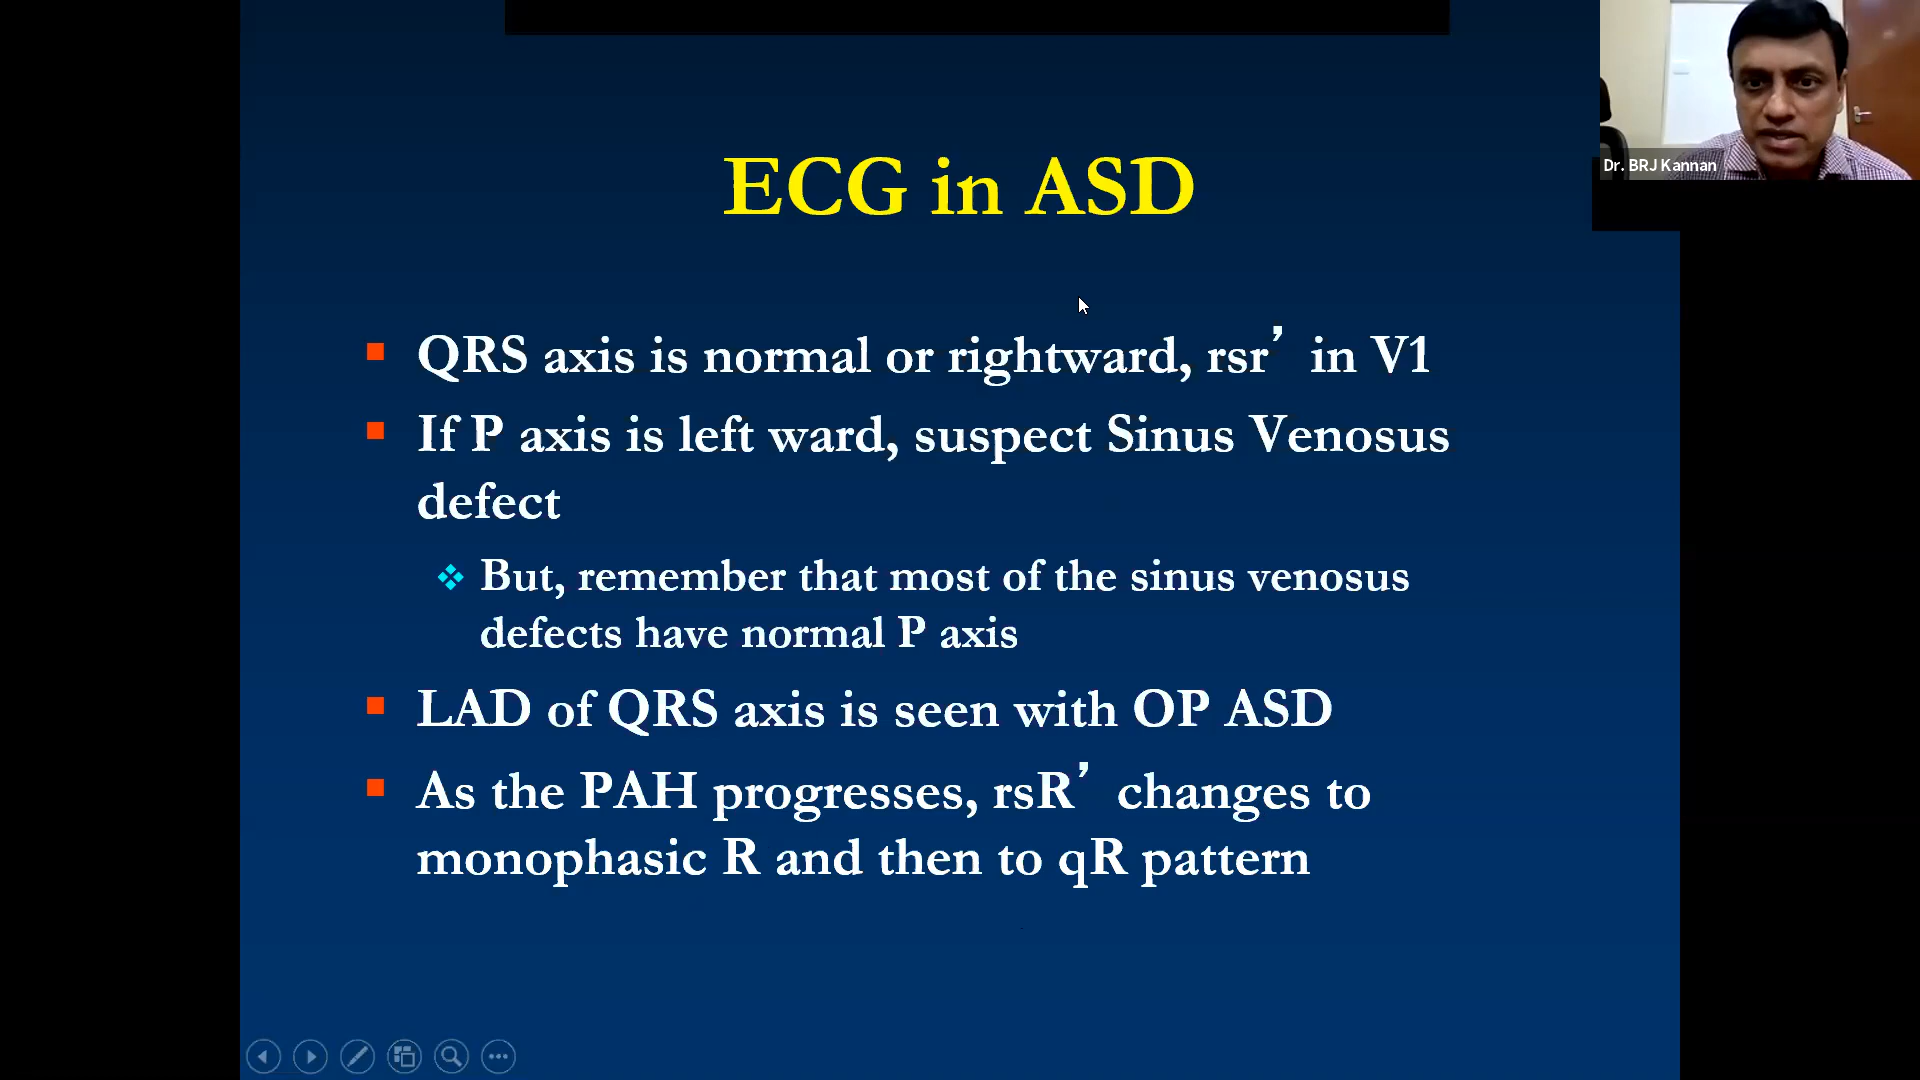 ECG in ASD
Dr. BRJ Kannan
QRS axis is normal or rightward, rsr’ in V1
If P axis is left ward, suspect Sinus Venosus
defect
But, remember that most of the sinus venosus
defects have normal P axis
LAD of QRS axis is seen with OP ASD
As the PAH progresses, rsR’ changes to
monophasic R and then to qR pattern